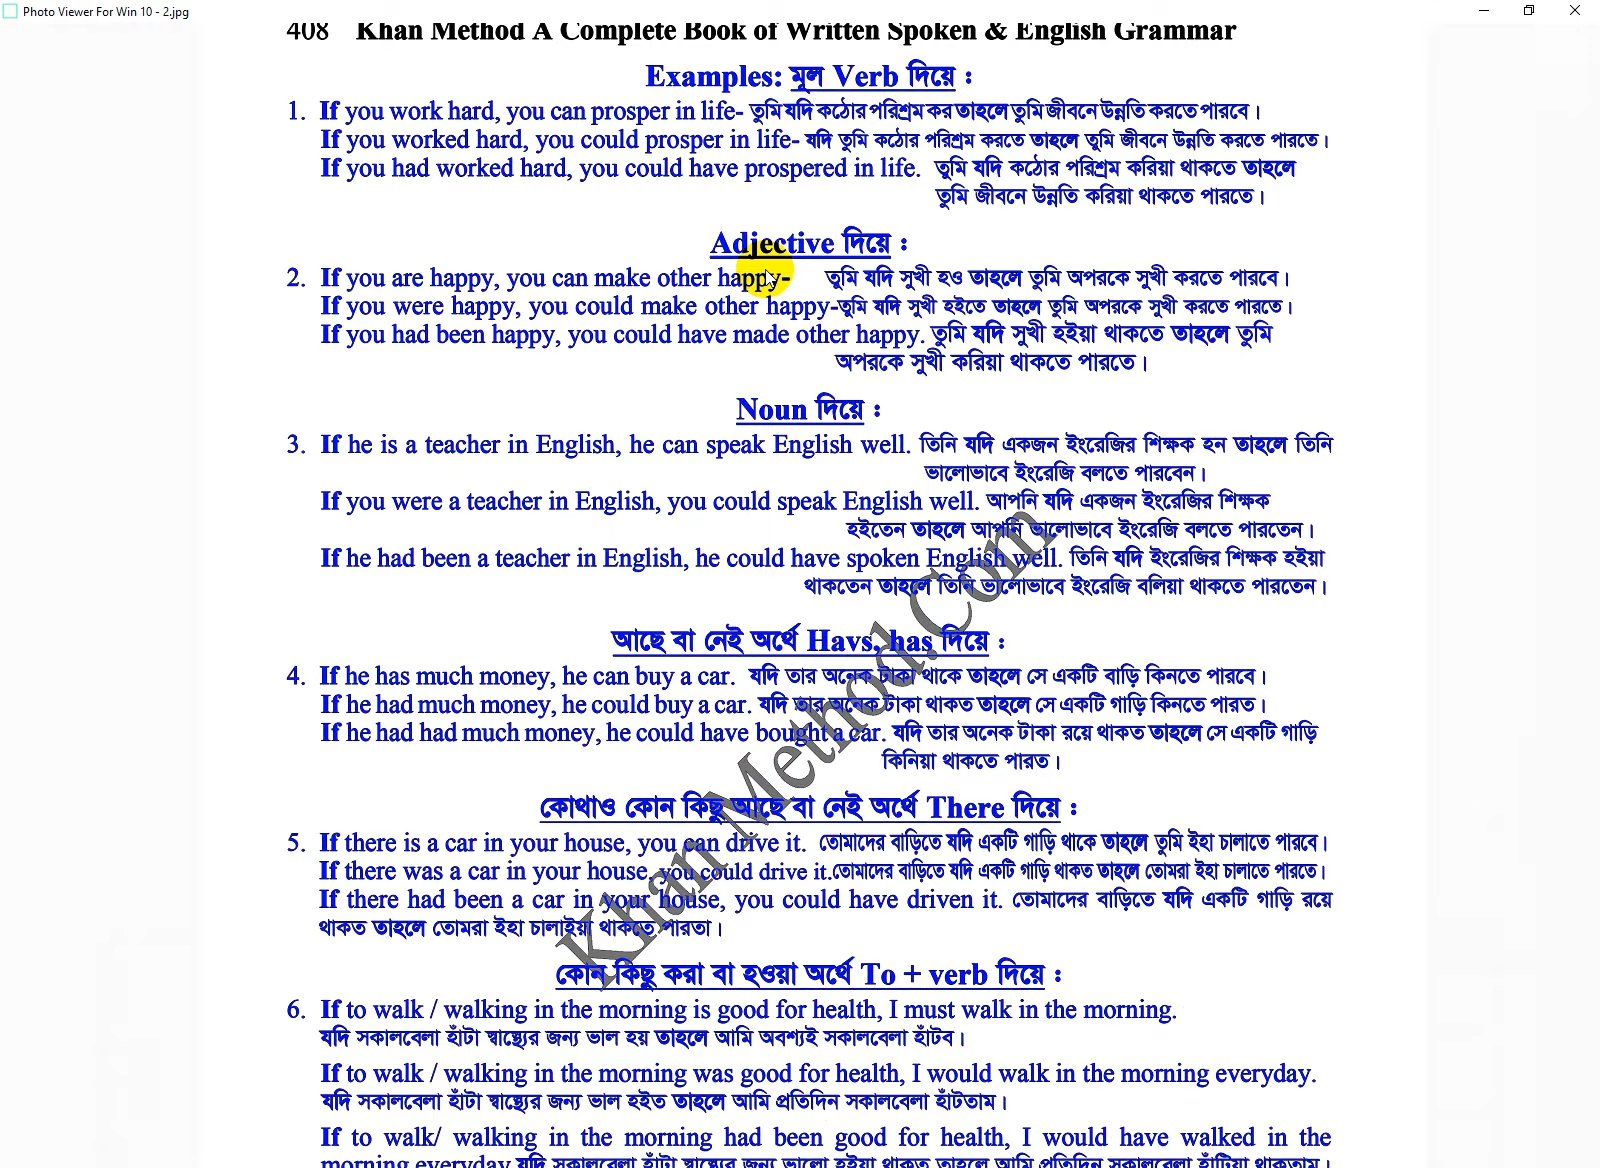 Photo Viewer For Win 10 - 2.jpg
408 Khan Method A Complete Book of Written Spoken & English Grammar
Examples: মূল Verb দিয়ে :
1. If you work hard, you can prosper in life- তুমি যদি কঠোর পরিশ্রম কর তাহলে তুমি জীবনে উন্নতি করতে পারবে।
If you worked hard, you could prosper in life- যদি তুমি কঠোর পরিশ্রম করতে তাহলে তুমি জীবনে উন্নতি করতে পারতে।
If you had worked hard, you could have prospered in life. তুমি যদি কঠোর পরিশ্রম করিয়া থাকতে তাহলে
তুমি জীবনে উন্নতি করিয়া থাকতে পারতে।
Adjective দিয়ে :
2. If you are happy, you can make other happy- তুমি যদি সুখী হও তাহলে তুমি অপরকে সুখী করতে পারবে।
If you were happy, you could make other happy-তুমি যদি সুখী হইতে তাহলে তুমি অপরকে সুখী করতে পারতে।
If you had been happy, you could have made other happy. তুমি যদি সুখী হইয়া থাকতে তাহলে তুমি
অপরকে সুখী করিয়া থাকতে পারতে।
Noun দিয়ে :
3. If he is a teacher in English, he can speak English well. তিনি যদি একজন ইংরেজির শিক্ষক হন তাহলে তিনি
ভালোভাবে ইংরেজি বলতে পারবেন।
If you were a teacher in English, you could speak English well. আপনি যদি একজন ইংরেজির শিক্ষক
হইতেন তাহলে আপনি ভালোভাবে ইংরেজি বলতে পারতেন।
If he had been a teacher in English, he could have spoken English well. তিনি যদি ইংরেজির শিক্ষক হইয়া
থাকতেন তাহলে তিনি ভালোভাবে ইংরেজি বলিয়া থাকতে পারতেন।
আছে বা নেই অর্থে Havs, has দিয়ে :
4. If he has much money, he can buy a car. যদি তার অনেক টাকা থাকে তাহলে সে একটি বাড়ি কিনতে পারবে।
If he had much money, he could buy a car. যদি তার অনেক টাকা থাকত তাহলে সে একটি গাড়ি কিনতে পারত।
If he had had much money, he could have bought a car. যদি তার অনেক টাকা রয়ে থাকত তাহলে সে একটি গাড়ি
কিনিয়া থাকতে পারত।
কোথাও কোন কিছু আছে বা নেই অর্থে There দিয়ে :
5. If there is a car in your house, you can drive it. তোমাদের বাড়িতে যদি একটি গাড়ি থাকে তাহলে তুমি ইহা চালাতে পারবে।
If there was a car in your house, you could drive it.তোমাদের বাড়িতে যদি একটি গাড়ি থাকত তাহলে তোমরা ইহা চালাতে পারতে।
If there had been a car in your house, you could have driven it. তোমাদের বাড়িতে যদি একটি গাড়ি রয়ে
থাকত তাহলে তোমরা ইহা চালাইয়া থাকতে পারতা।
কোন কিছু করা বা হওয়া অর্থে To + verb দিয়ে :
6. If to walk / walking in the morning is good for health, I must walk in the morning.
যদি সকালবেলা হাঁটা স্বাস্থ্যের জন্য ভাল হয় তাহলে আমি অবশ্যই সকালবেলা হাঁটব।
If to walk / walking in the morning was good for health, I would walk in the morning everyday.
যদি সকালবেলা হাঁটা স্বাস্থ্যের জন্য ভাল হইত তাহলে আমি প্রতিদিন সকালবেলা হাঁটতাম।
If to walk/ walking in the morning had been good for health, I would have walked in the
morning everyday যদি সকালবেলা হাঁটা স্বাস্থ্যের জন্য ভালো হইয়া থাকত তাহলে আমি প্রতিদিন সকালবেলা হাঁটিয়া থাকতাম।
Khan Method.Com